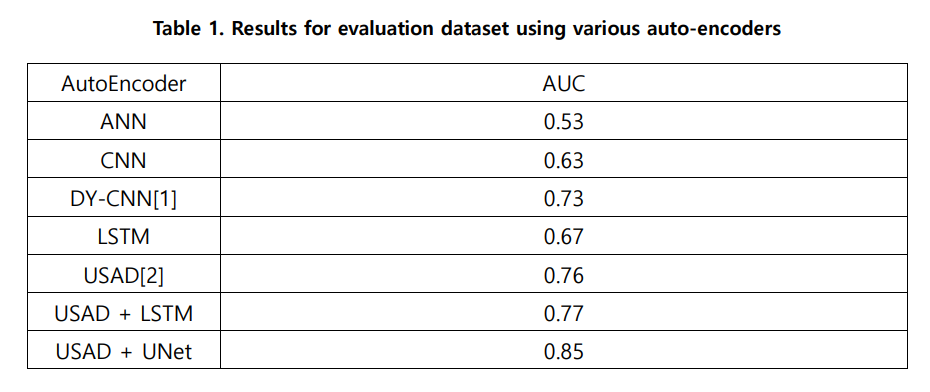 Table 1. Results for evaluation dataset using various auto-encoders
AutoEncoder AUC
ANN 0.53
CNN 0.63
DY-CNN[1] 0.73
LSTM 0.67
USAD[2] 0.76
USAD + LSTM 0.77
USAD + UNet 0.85